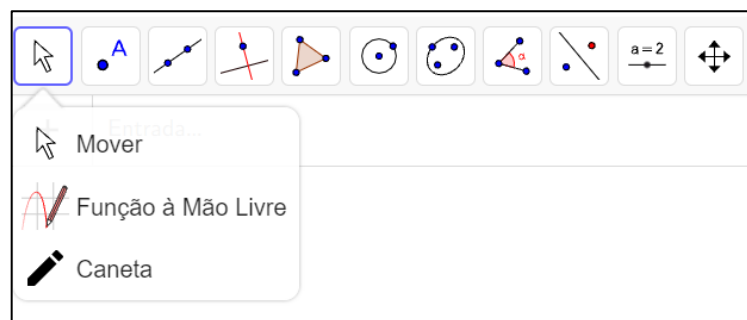 A
α
a = 2
Entrada...
Mover
Função à Mão Livre
Caneta